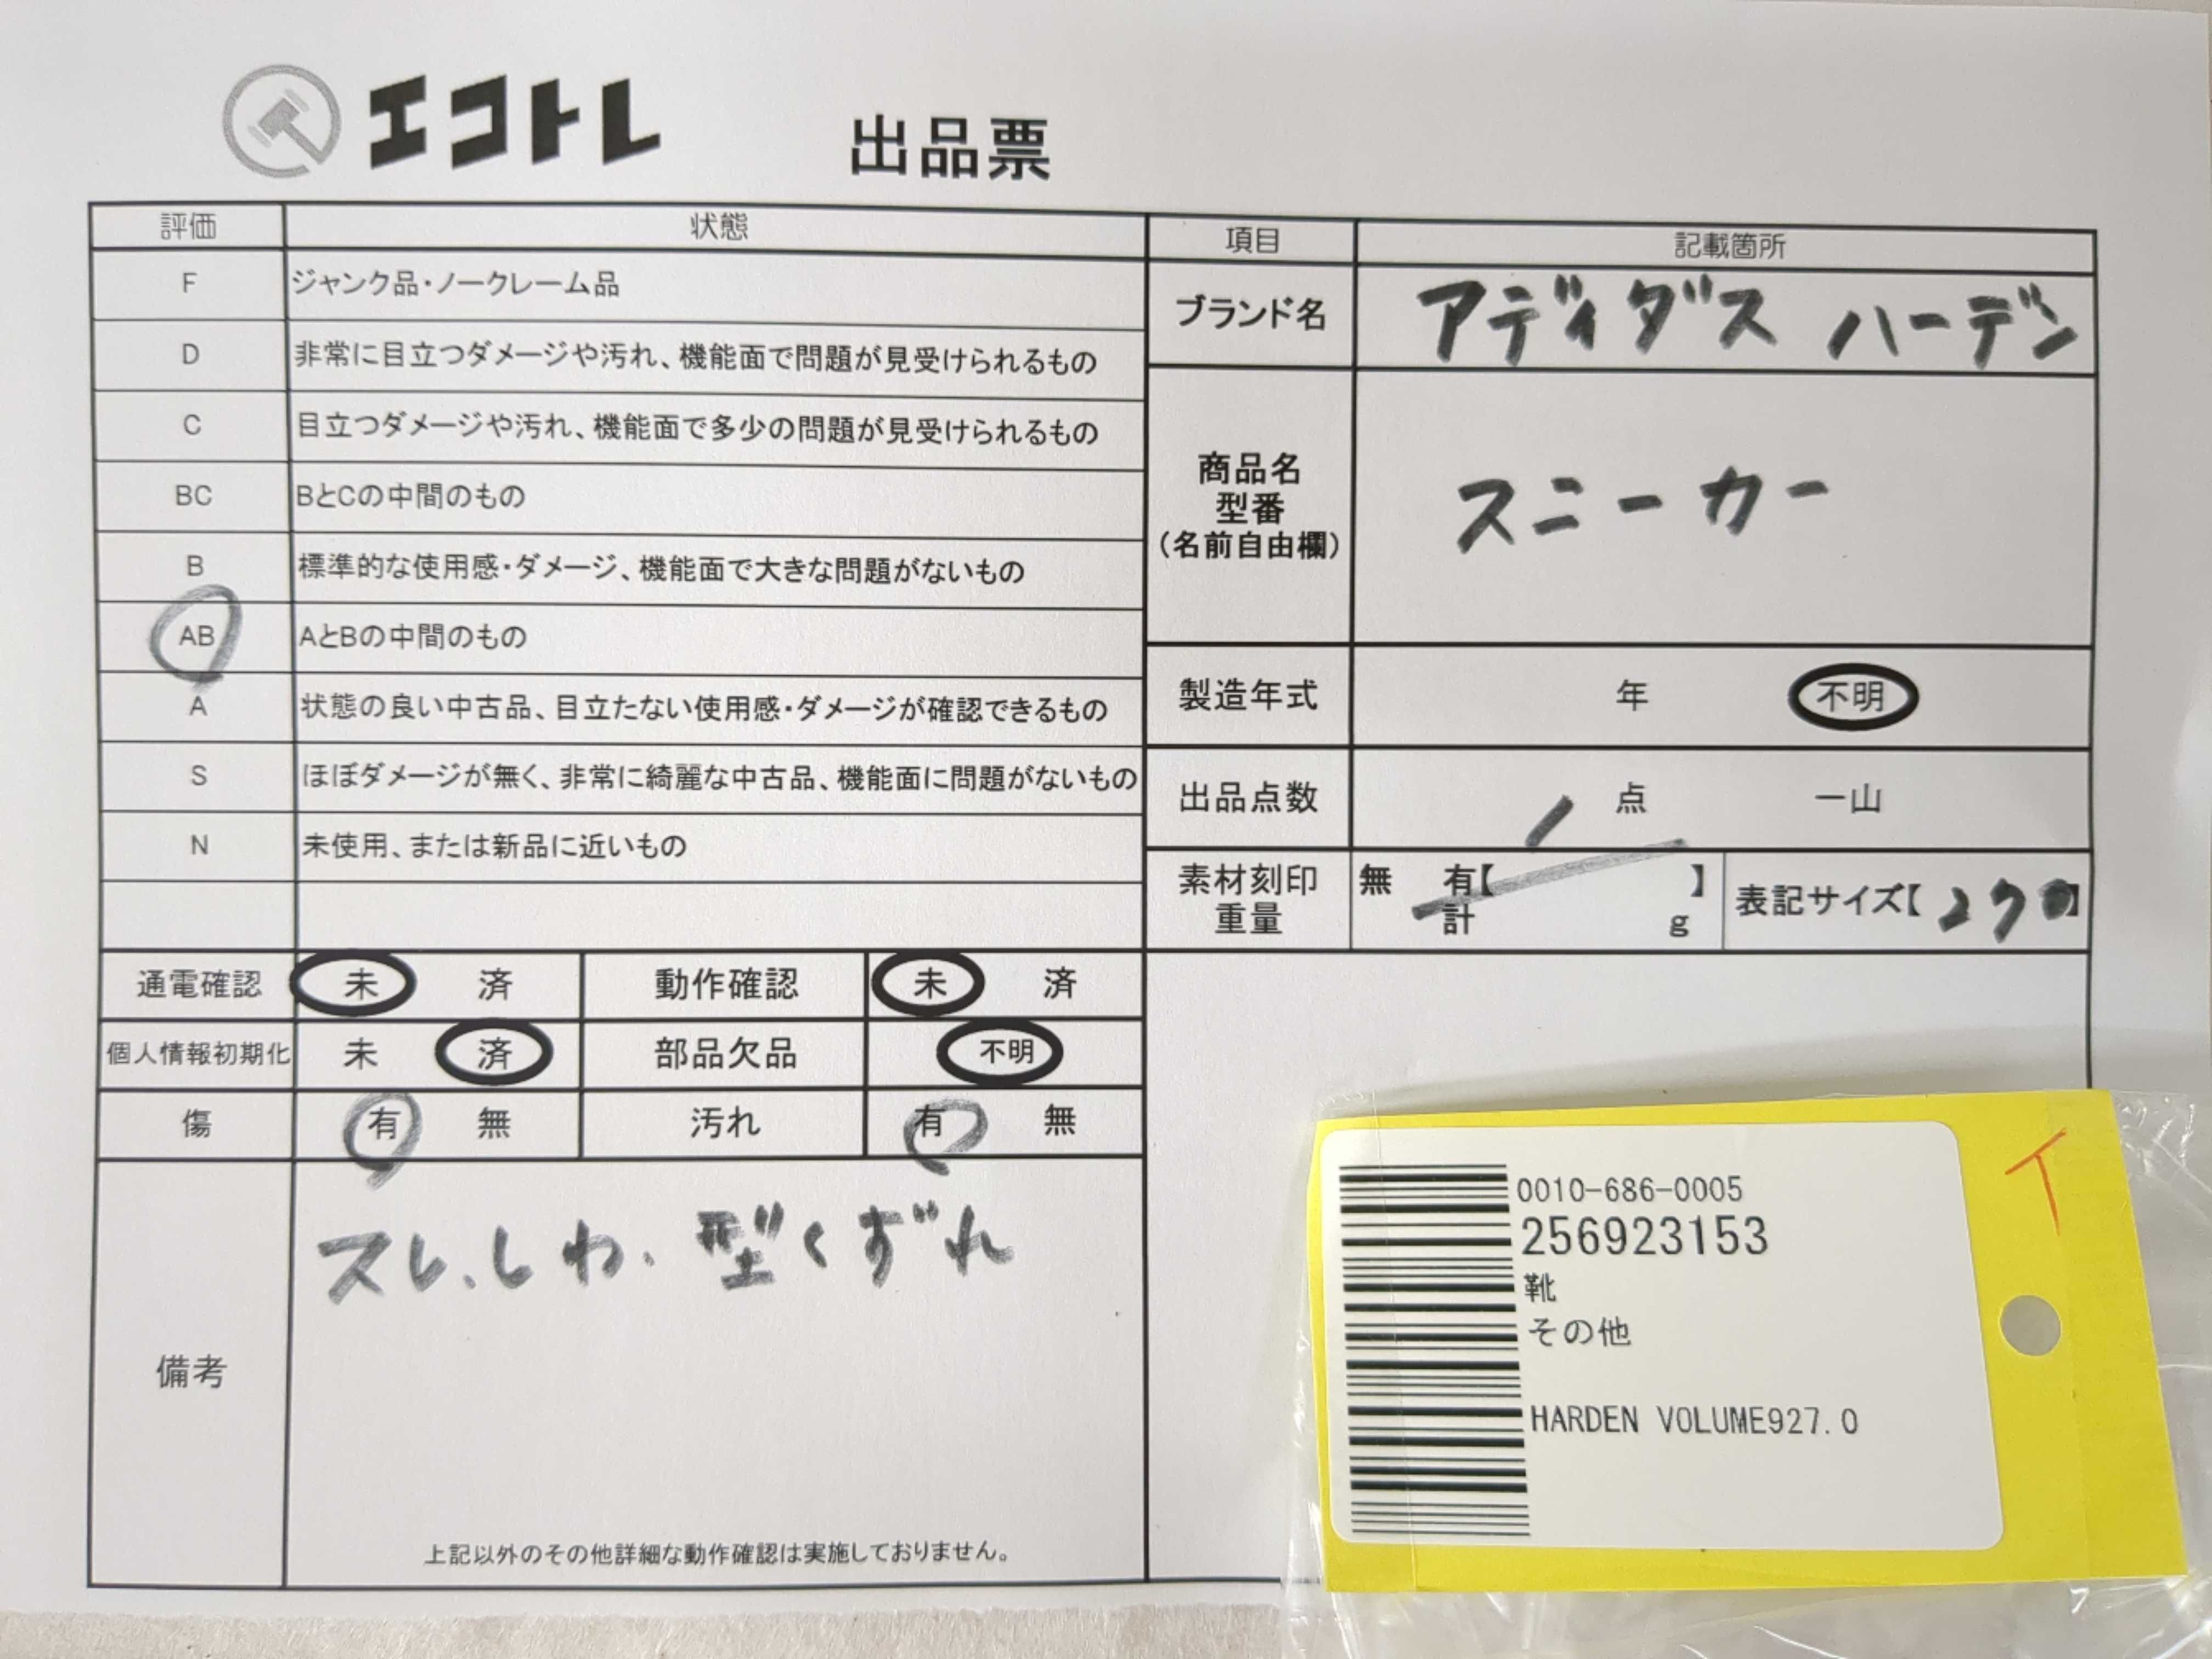 エコトレ 出品票
評価 状態
F ジャンク品・ノークレーム品
D 非常に目立つダメージや汚れ、機能面で問題が見受けられるもの
C 目立つダメージや汚れ、機能面で多少の問題が見受けられるもの
BC BとCの中間のもの
B 標準的な使用感・ダメージ、機能面で大きな問題がないもの
AB AとBの中間のもの
A 状態の良い中古品、目立たない使用感・ダメージが確認できるもの
S ほぼダメージが無く、非常に綺麗な中古品、機能面に問題がないもの
N 未使用、または新品に近いもの
通電確認 未 済 動作確認 未 済
個人情報初期化 未 済 部品欠品 不明
傷 有 無 汚れ 有 無
備考
スレ、しわ、型くずれ
上記以外のその他詳細な動作確認は実施しておりません。
項目 記載箇所
ブランド名 アディダス ハーデン
商品名
型番
(名前自由欄)
スニーカー
製造年式 年 不明
出品点数 1 点 一山
素材刻印 無 有【 】
重量 計 g
表記サイズ【270】
0010-686-0005
256923153
靴
その他
HARDEN VOLUME927.0
イ